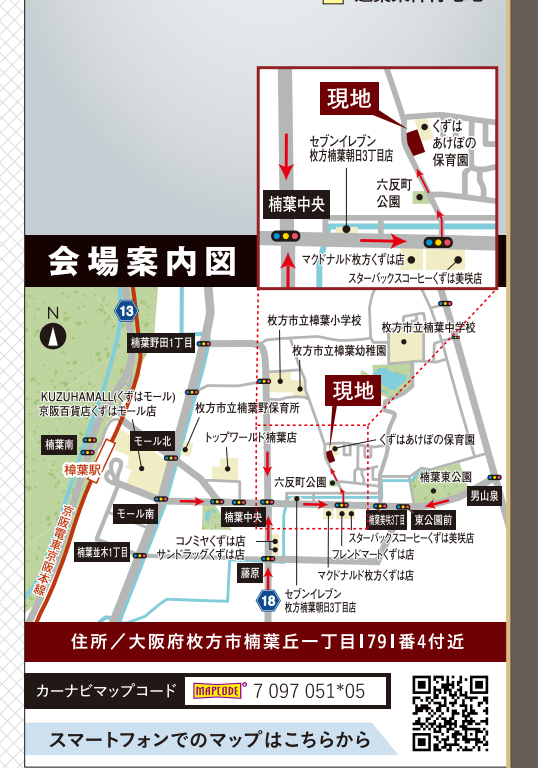 現地
くずは
あけぼの
保育園
セブンイレブン
枚方楠葉朝日3丁目店
六反町
公園
楠葉中央
マクドナルド枚方くずは店
スターバックスコーヒーくずは美咲店
会場案内図
N
13
楠葉野田1丁目
枚方市立樟葉小学校
枚方市立楠葉中学校
枚方市立樟葉幼稚園
現地
KUZUHAMALL(くずはモール)
京阪百貨店くずはモール店
枚方市立楠葉野保育所
楠葉南
モール北
トップワールド楠葉店
くずはあけぼの保育園
樟葉駅
六反町公園
楠葉東公園
男山泉
モール南
楠葉中央
楠葉美咲3丁目
東公園前
京阪電車京阪本線
コノミヤくずは店
サンドラッグくずは店
スターバックスコーヒーくずは美咲店
フレンドマートくずは店
楠葉並木1丁目
藤原
マクドナルド枚方くずは店
18
セブンイレブン
枚方楠葉朝日3丁目店
住所／大阪府枚方市楠葉丘一丁目1791番4付近
カーナビマップコード MAPCODE 7 097 051*05
スマートフォンでのマップはこちらから